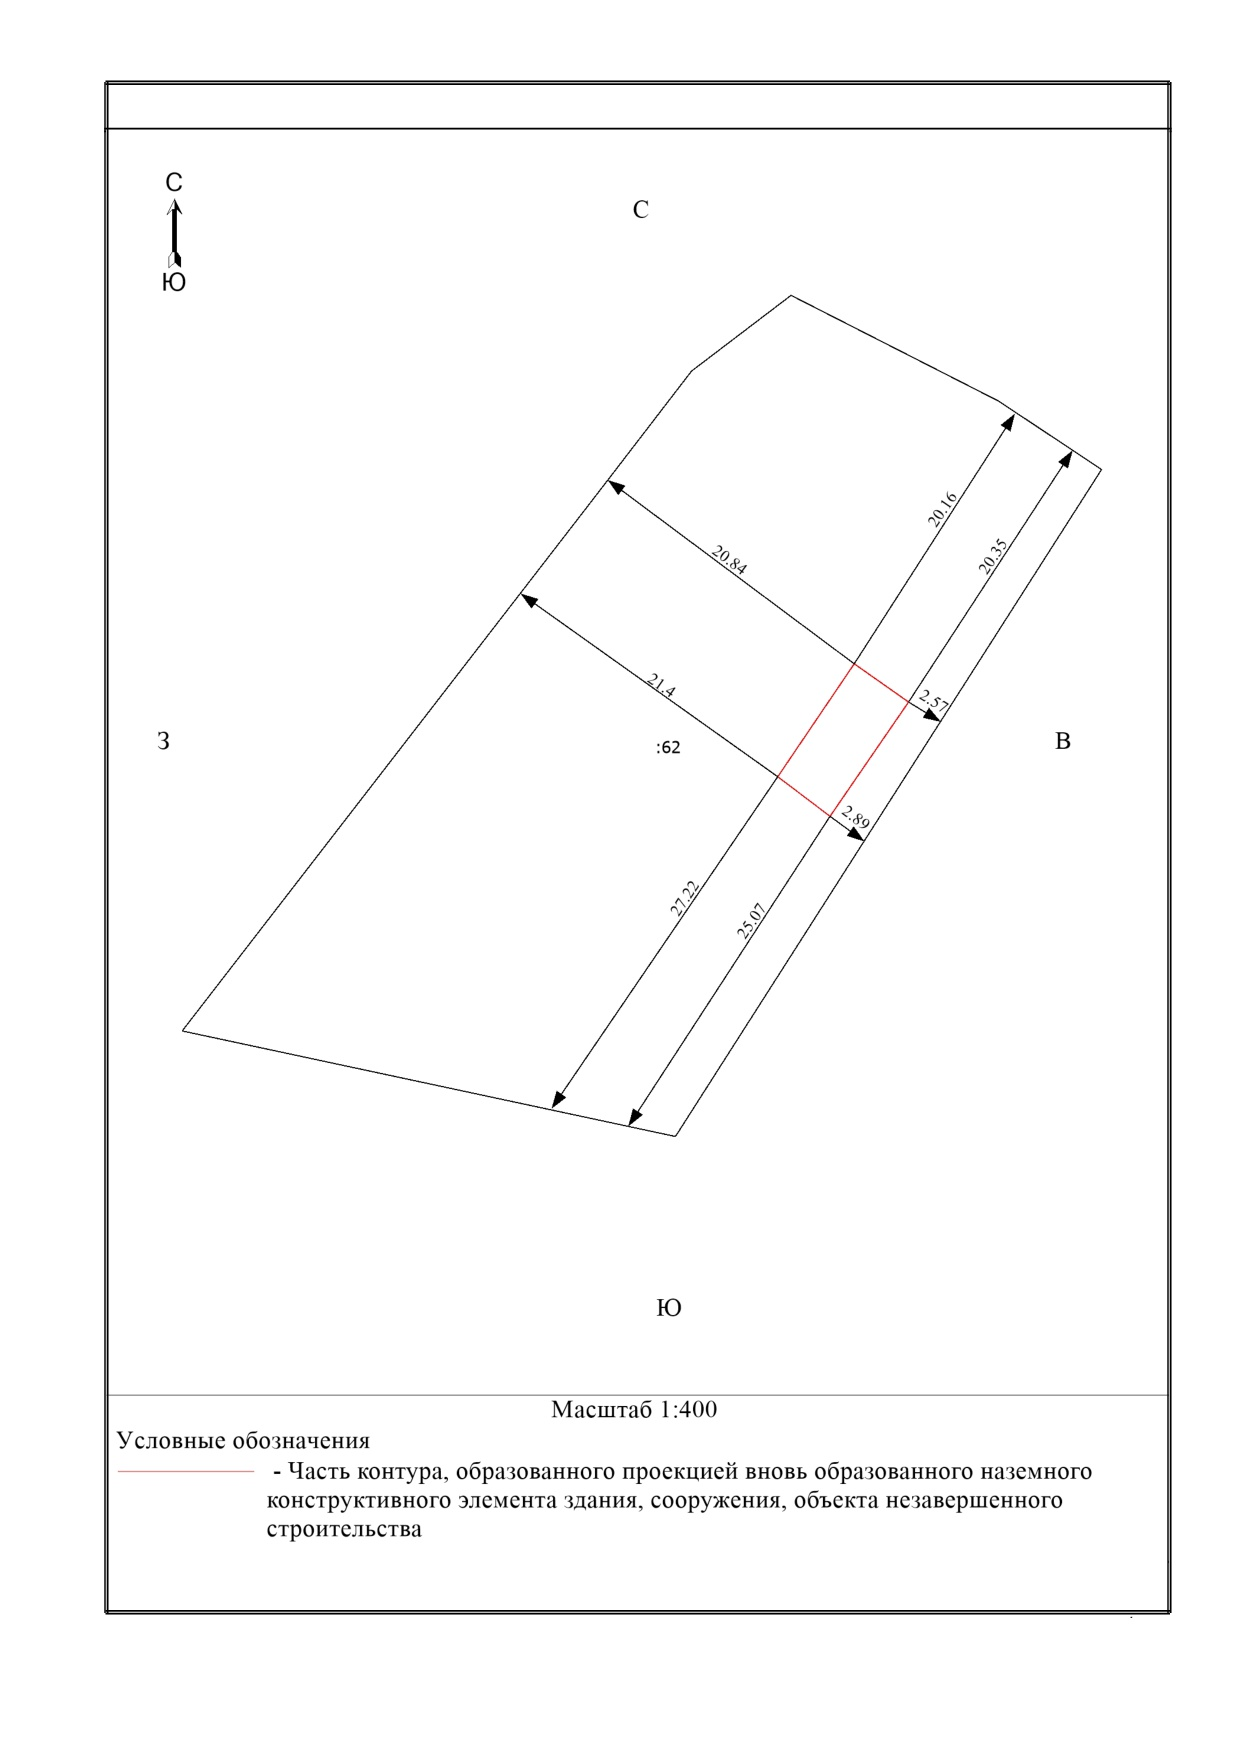 С
Ю
С
20.16
20.35
20.84
21.4
2.57
З
:62
В
2.89
27.22
25.07
Ю
Масштаб 1:400
Условные обозначения
- Часть контура, образованного проекцией вновь образованного наземного
конструктивного элемента здания, сооружения, объекта незавершенного
строительства